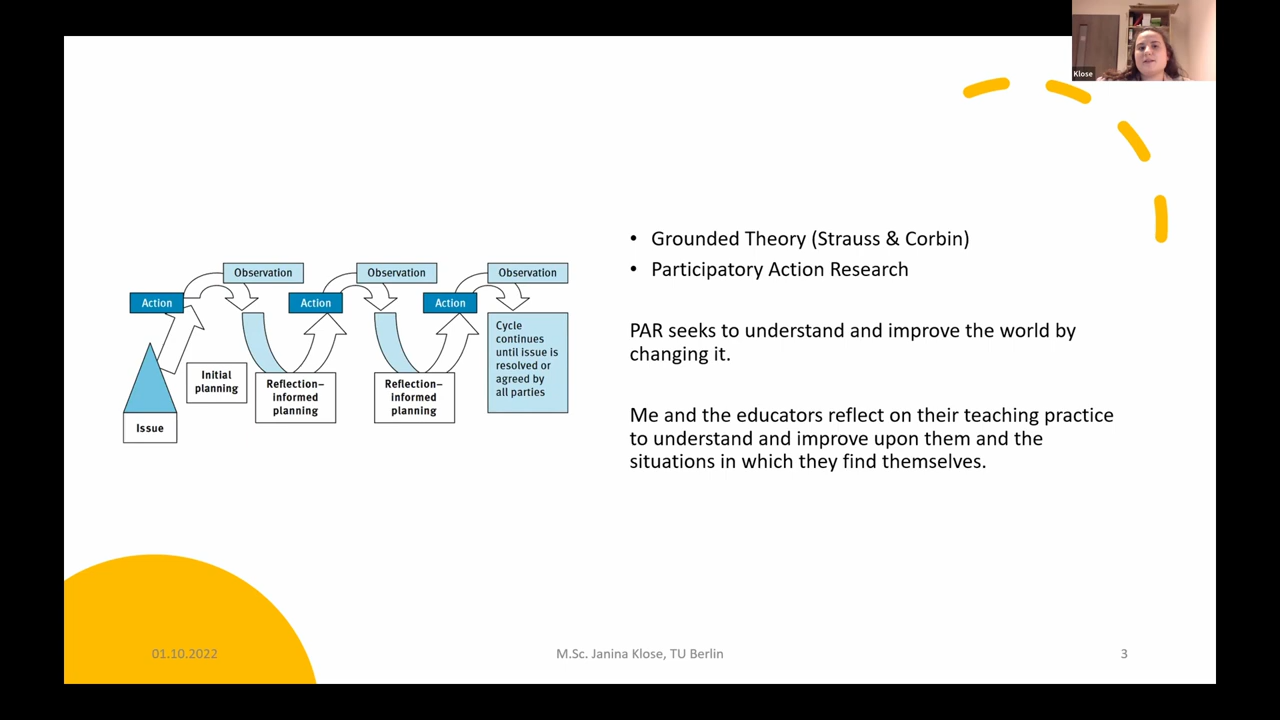 Klose
Observation
Observation
Observation
Action
Action
Action
Cycle
continues
until issue is
resolved or
agreed by
all parties
Initial
planning
Reflection–
informed
planning
Reflection–
informed
planning
Issue
• Grounded Theory (Strauss & Corbin)
• Participatory Action Research
PAR seeks to understand and improve the world by
changing it.
Me and the educators reflect on their teaching practice
to understand and improve upon them and the
situations in which they find themselves.
01.10.2022
M.Sc. Janina Klose, TU Berlin
3